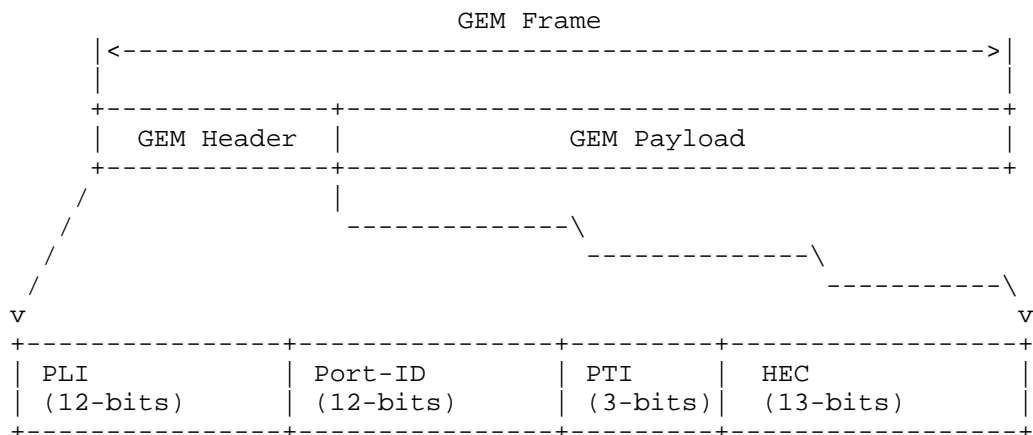 GEM Frame
GEM Header GEM Payload
PLI Port-ID PTI HEC
(12-bits) (12-bits) (3-bits) (13-bits)